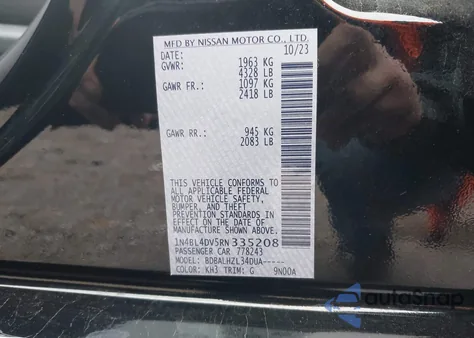 MFD BY NISSAN MOTOR CO., LTD.
DATE: 10/23
GVWR: 1963 KG
4328 LB
GAWR FR.: 1097 KG
2418 LB
GAWR RR.: 945 KG
2083 LB
THIS VEHICLE CONFORMS TO
ALL APPLICABLE FEDERAL
MOTOR VEHICLE SAFETY,
BUMPER, AND THEFT
PREVENTION STANDARDS IN
EFFECT ON THE DATE OF
MANUFACTURE SHOWN ABOVE.
1N4BL4DV5RN335208
PASSENGER CAR 778243
MODEL: BDBALHZL34DUA-----
COLOR: KH3 TRIM: G 9N00A
autosnap